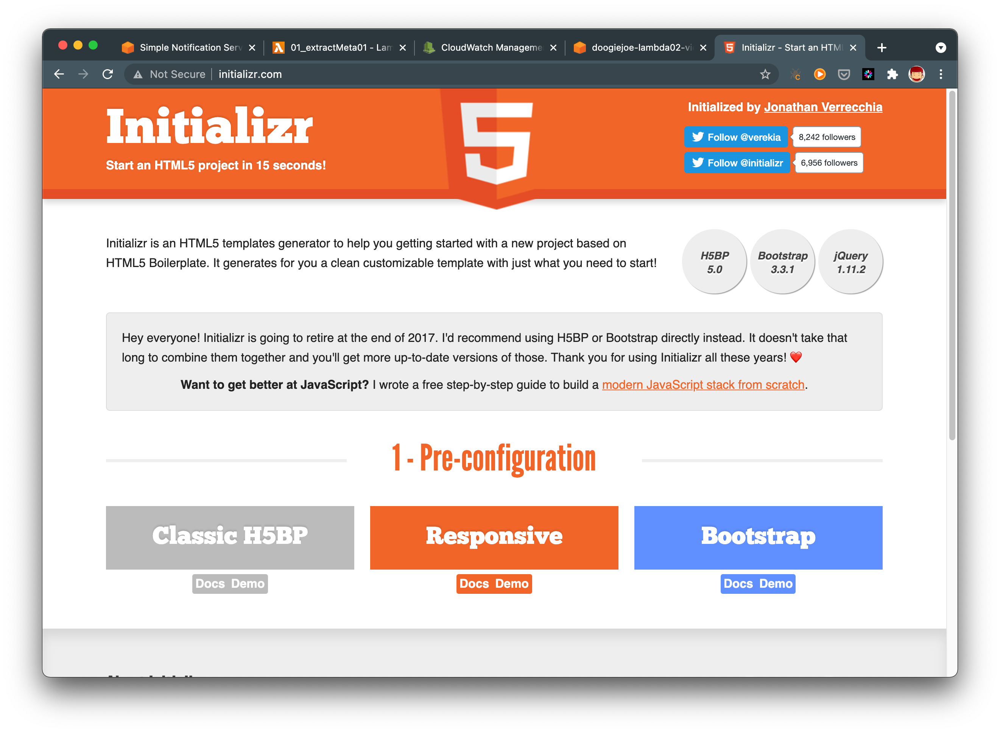 Simple Notification Serv
01_extractMeta01 - Lam
CloudWatch Manageme
doogiejoe-lambda02-vi
Initializr - Start an HTML
Not Secure
initializr.com
C
Initializr
Start an HTML5 project in 15 seconds!
Initialized by Jonathan Verrecchia
Follow @verekia
8,242 followers
Follow @initializr
6,956 followers
Initializr is an HTML5 templates generator to help you getting started with a new project based on
HTML5 Boilerplate. It generates for you a clean customizable template with just what you need to start!
H5BP
5.0
Bootstrap
3.3.1
jQuery
1.11.2
Hey everyone! Initializr is going to retire at the end of 2017. I'd recommend using H5BP or Bootstrap directly instead. It doesn't take that
long to combine them together and you'll get more up-to-date versions of those. Thank you for using Initializr all these years! ❤️
Want to get better at JavaScript? I wrote a free step-by-step guide to build a modern JavaScript stack from scratch.
1 - Pre-configuration
Classic H5BP
Docs Demo
Responsive
Docs Demo
Bootstrap
Docs Demo